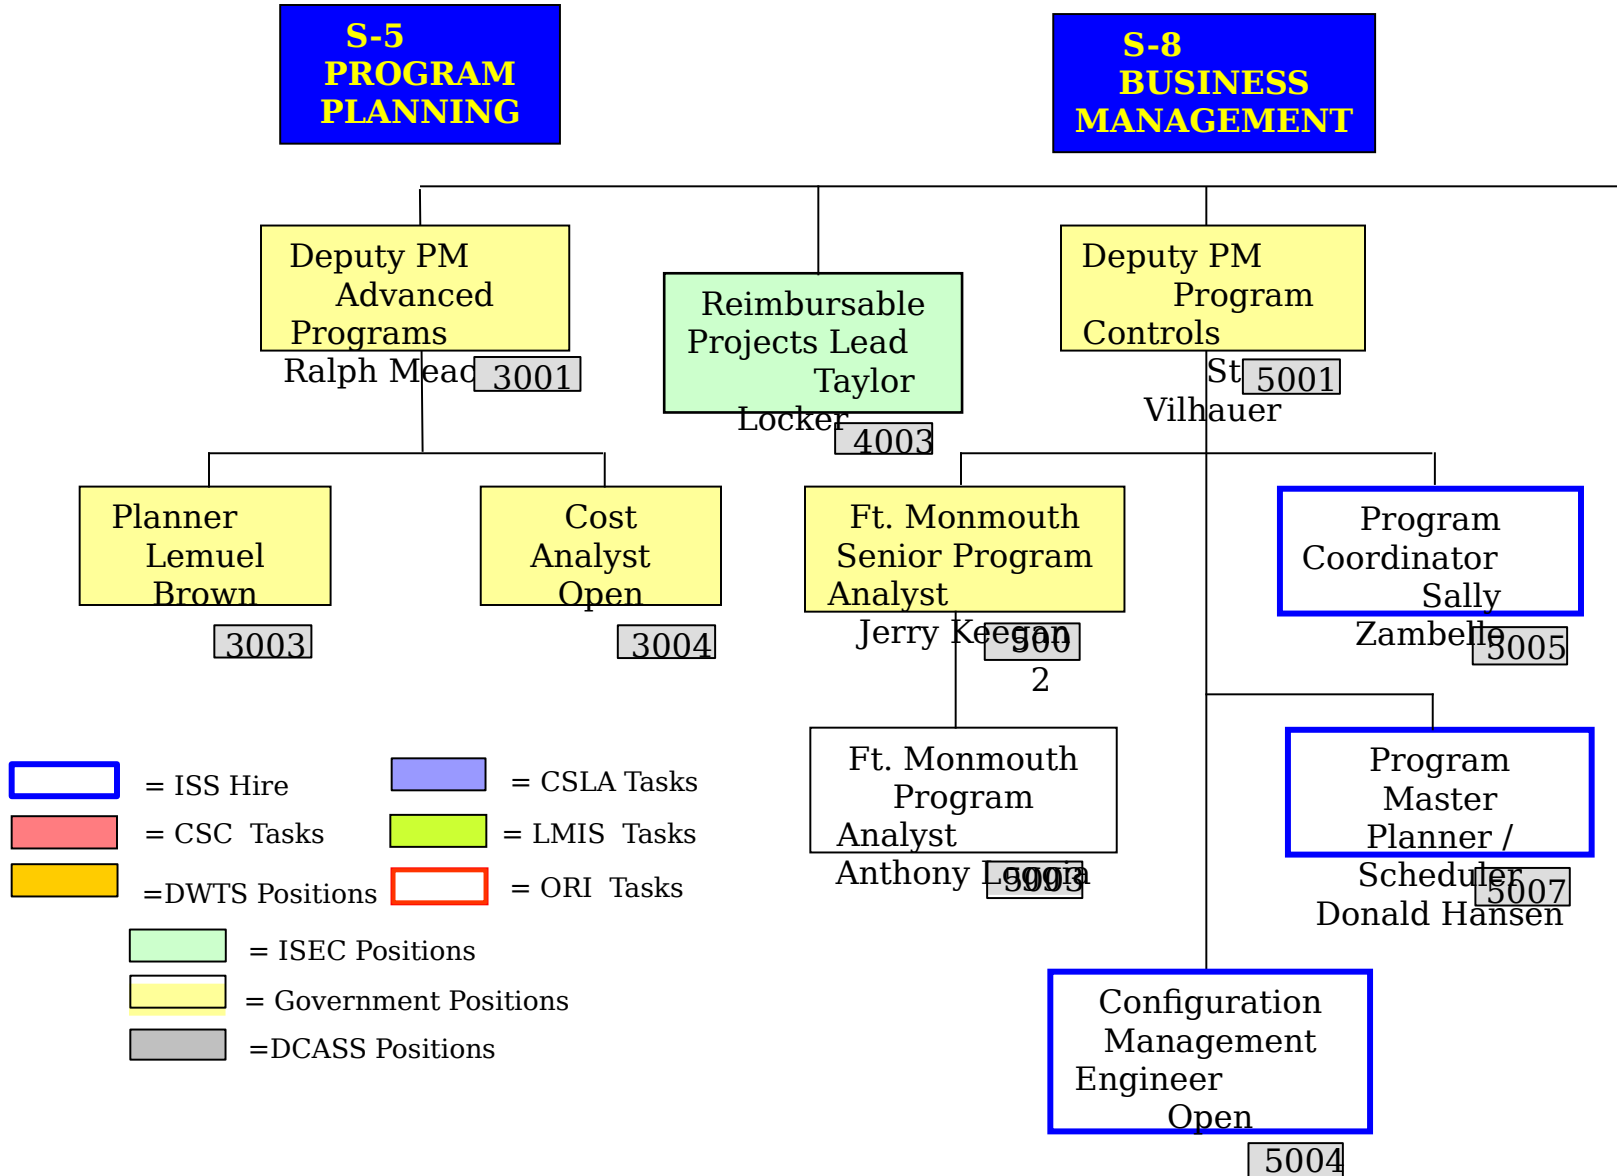 S-5
PROGRAM
PLANNING
S-8
BUSINESS
MANAGEMENT
Deputy PM
Advanced
Programs
Ralph
3001
Reimbursable
Projects Lead
Taylor
Locker
4003
Deputy PM
Program
Controls
St
Vilhauer
5001
Planner
Lemuel
Brown
3003
Cost
Analyst
Open
3004
Ft. Monmouth
Senior Program
Analyst
Jerry Keegan
500
2
Program
Coordinator
Sally
Zambello
5005
Ft. Monmouth
Program
Analyst
Anthony Loggia
Program
Master
Planner /
Scheduler
Donald Hansen
5007
Configuration
Management
Engineer
Open
5004
= ISS Hire
= CSC Tasks
=DWTS Positions
= CSLA Tasks
= LMIS Tasks
= ORI Tasks
= ISEC Positions
= Government Positions
=DCASS Positions